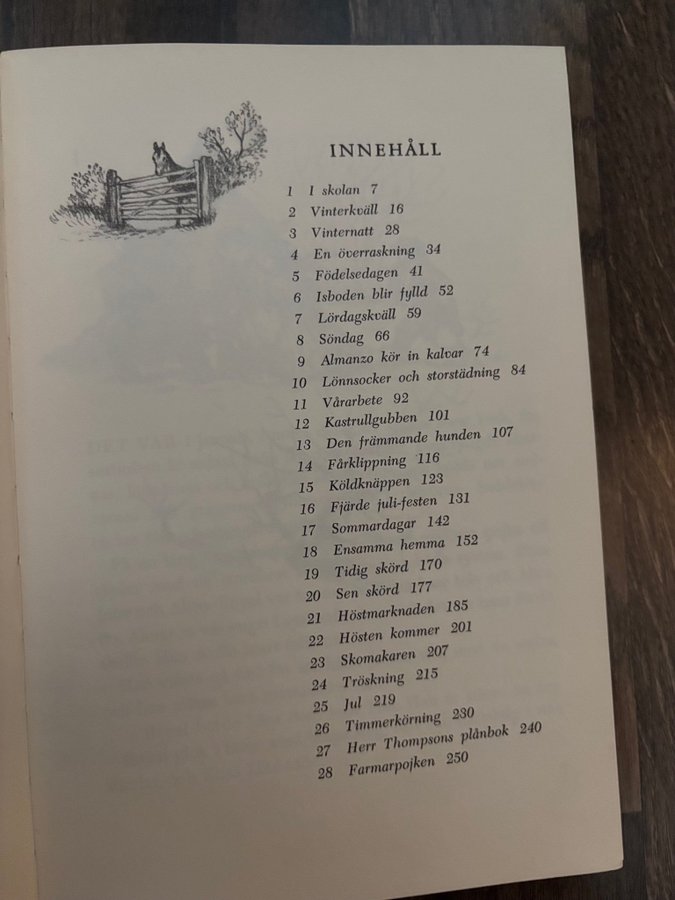 INNEHÅLL
1 I skolan 7
2 Vinterkväll 16
3 Vinternatt 28
4 En överraskning 34
5 Födelsedagen 41
6 Isboden blir fylld 52
7 Lördagskväll 59
8 Söndag 66
9 Almanzo kör in kalvar 74
10 Lönnsocker och storstädning 84
11 Vårarbete 92
12 Kastrullgubben 101
13 Den främmande hunden 107
14 Fårklippning 116
15 Köldknäppen 123
16 Fjärde juli-festen 131
17 Sommardagar 142
18 Ensamma hemma 152
19 Tidig skörd 170
20 Sen skörd 177
21 Höstmarknaden 185
22 Hösten kommer 201
23 Skomakaren 207
24 Tröskning 215
25 Jul 219
26 Timmerkörning 230
27 Herr Thompsons plånbok 240
28 Farmarpojken 250